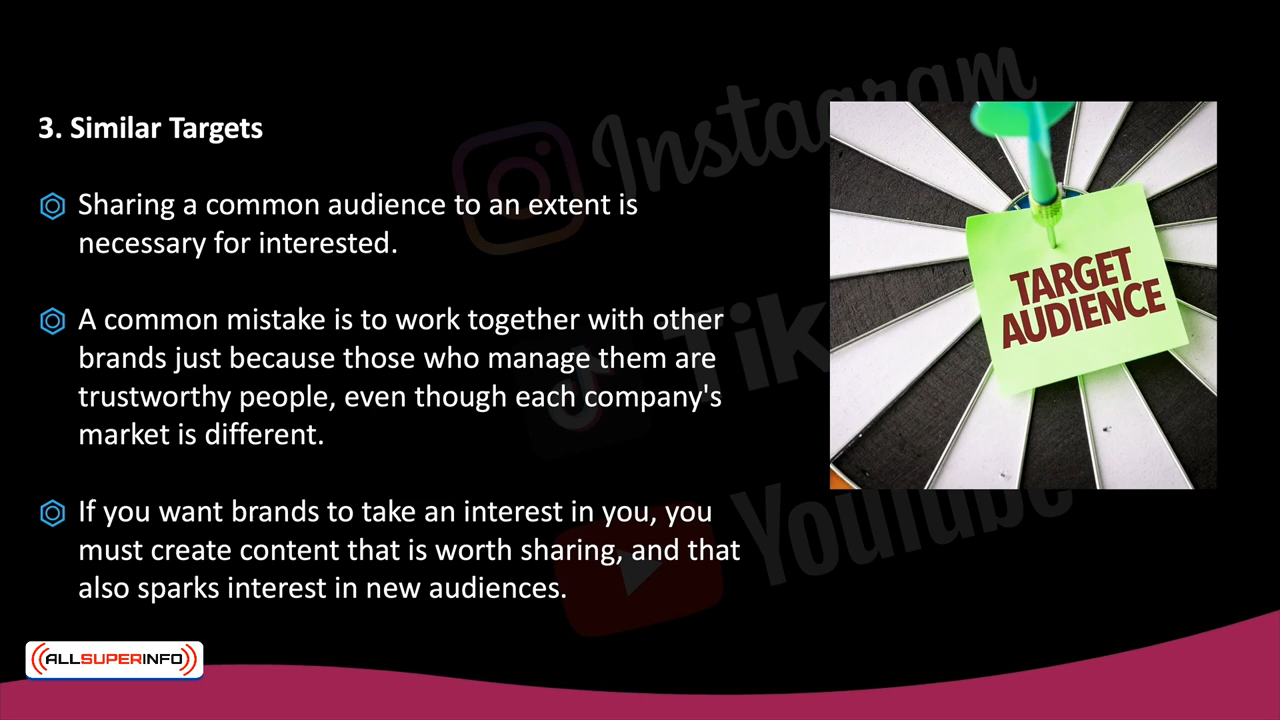 3. Similar Targets
Sharing a common audience to an extent is
necessary for interested.
A common mistake is to work together with other
brands just because those who manage them are
trustworthy people, even though each company's
market is different.
If you want brands to take an interest in you, you
must create content that is worth sharing, and that
also sparks interest in new audiences.
TARGET
AUDIENCE
Instagram
Tik
Youtube
ALLSUPERINFO